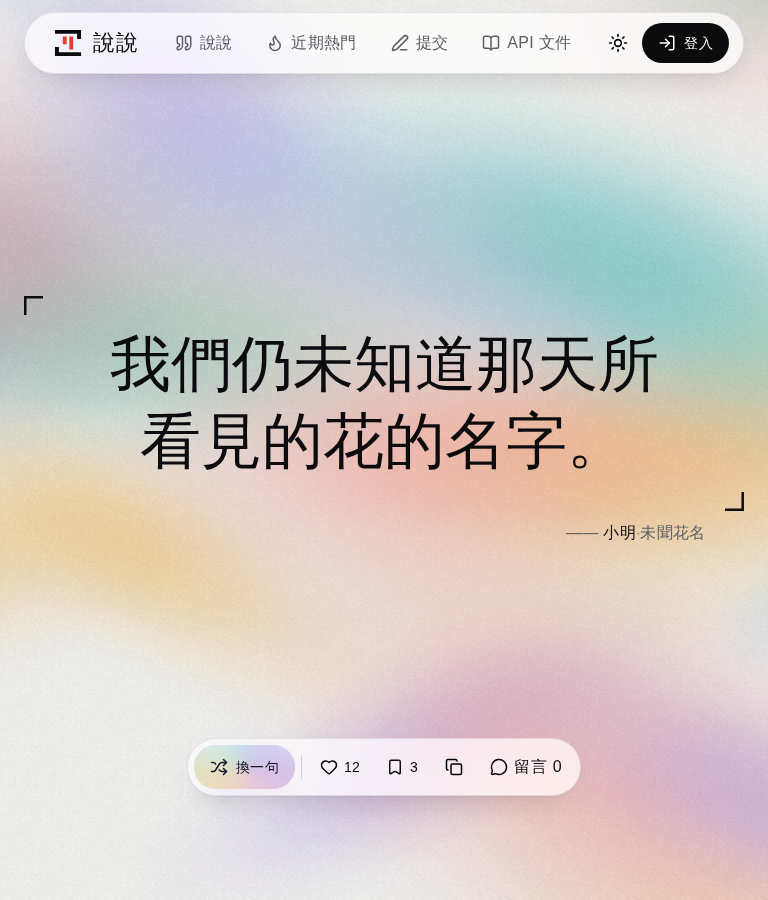 說說
說說
近期熱門
提交
API 文件
登入
我們仍未知道那天所
看見的花的名字。
—— 小明·未聞花名
換一句
12
3
留言 0